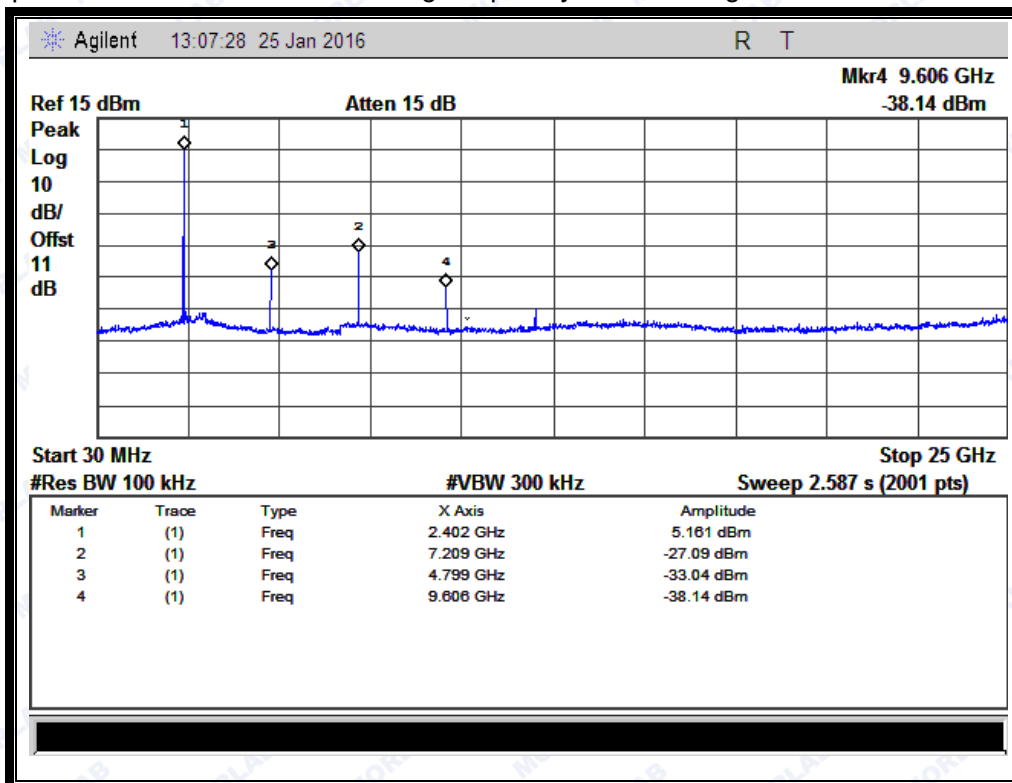 Agilent 13:07:28 25 Jan 2016 R T
Mkr4 9.606 GHz
Ref 15 dBm Atten 15 dB -38.14 dBm
Peak
Log
10
dB/
Offst
11
dB
1
3
2
4
Start 30 MHz Stop 25 GHz
#Res BW 100 kHz #VBW 300 kHz Sweep 2.587 s (2001 pts)
Marker Trace Type X Axis Amplitude
1 (1) Freq 2.402 GHz 5.161 dBm
2 (1) Freq 7.209 GHz -27.09 dBm
3 (1) Freq 4.799 GHz -33.04 dBm
4 (1) Freq 9.606 GHz -38.14 dBm